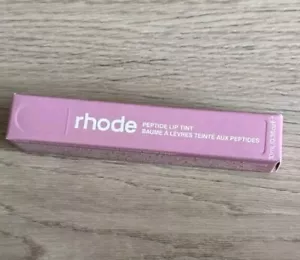 rhode
PEPTIDE LIP TINT
BAUME À LÈVRES TEINTÉ AUX PEPTIDES